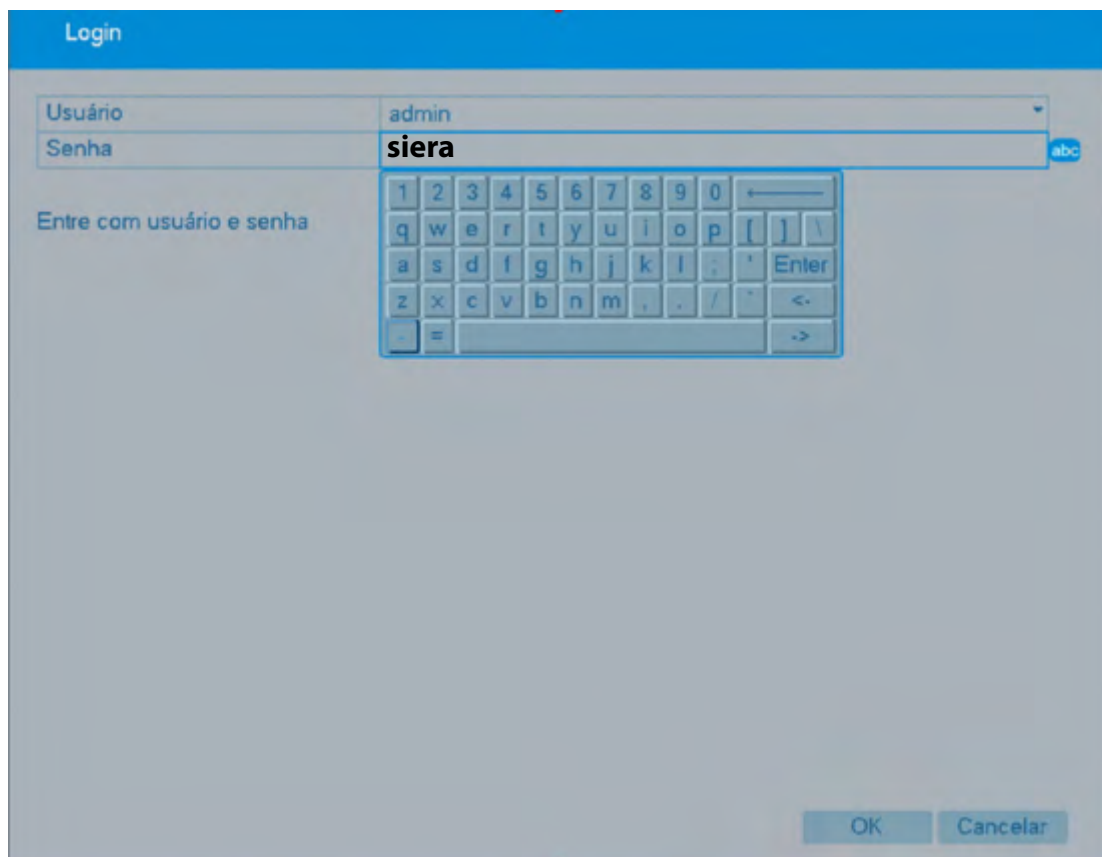 Login
Usuário admin
Senha siera abc
1 2 3 4 5 6 7 8 9 0 ←
Entre com usuário e senha
q w e r t y u i o p [ ] \
a s d f g h j k l ; ' Enter
z x c v b n m , . / ` <-
- = ->
OK Cancelar